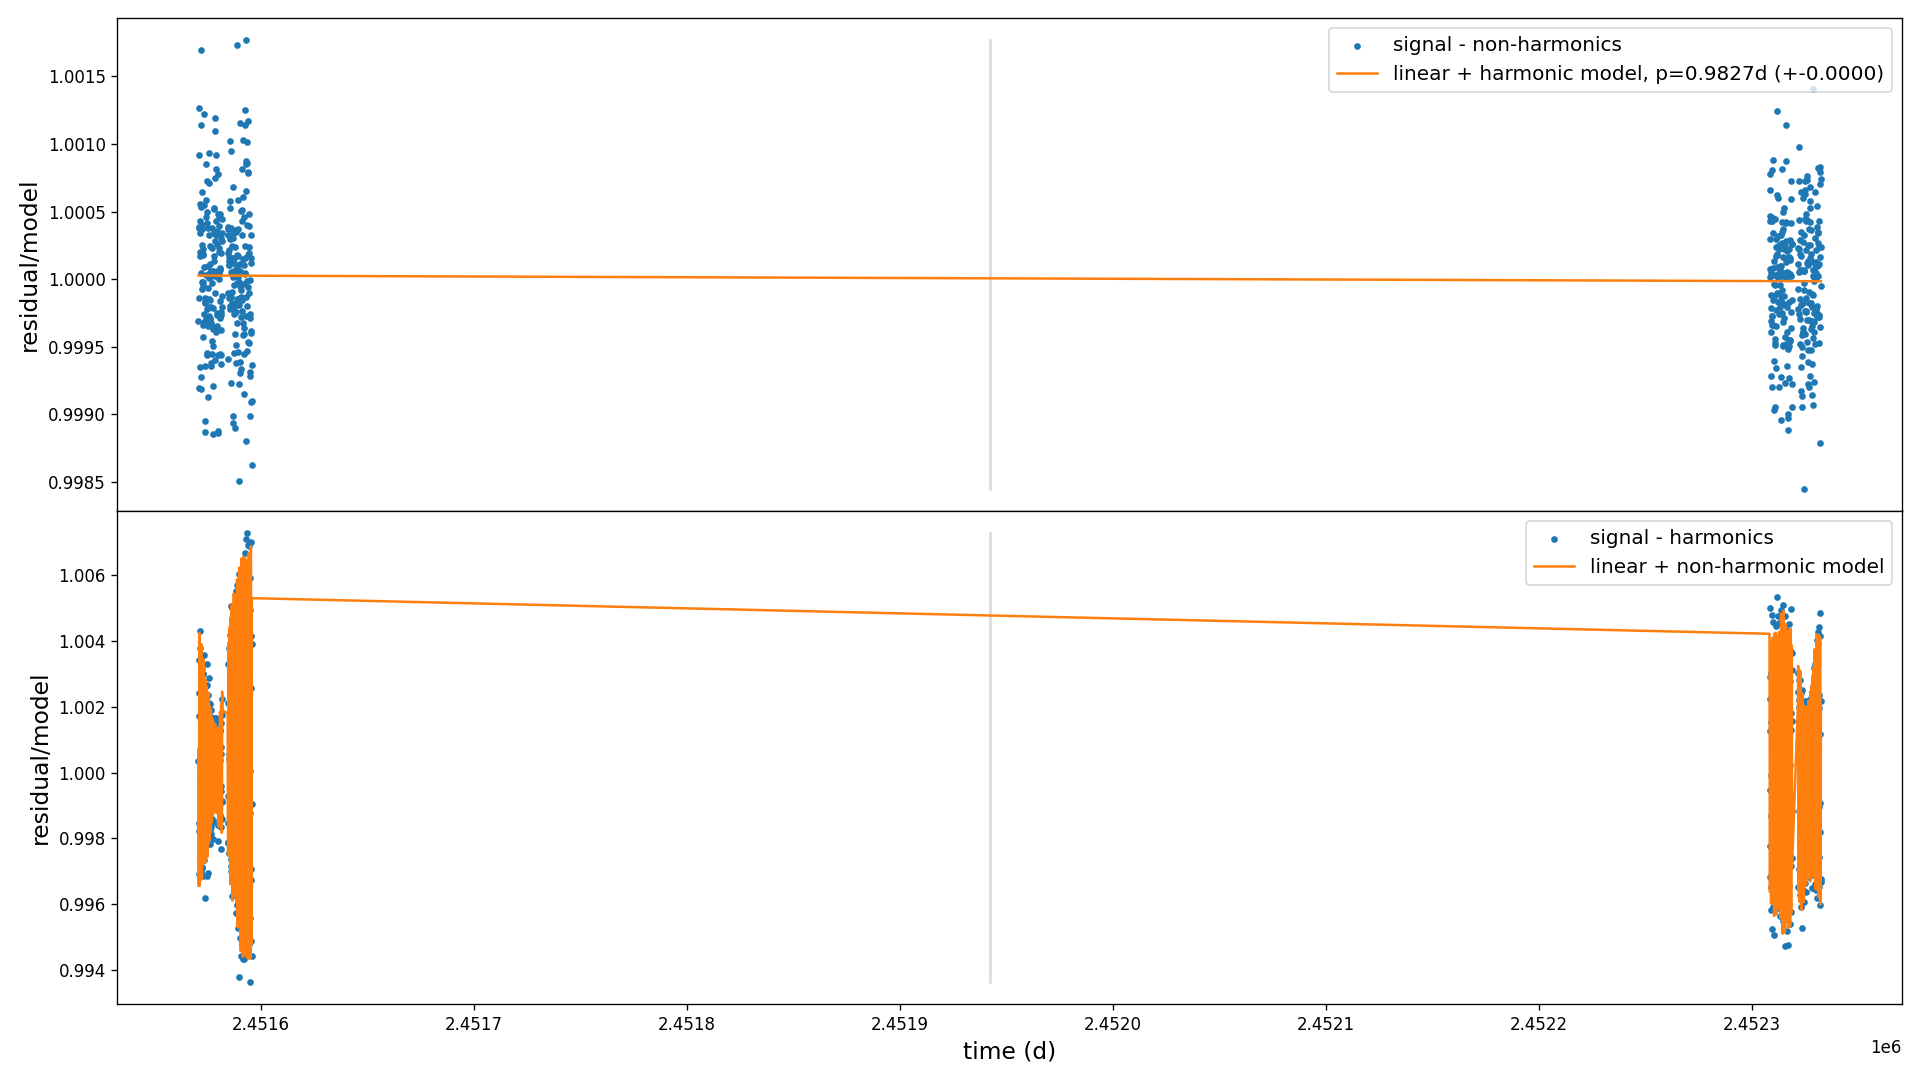 signal - non-harmonics
linear + harmonic model, p=0.9827d (+-0.0000)
1.0015
1.0010
1.0005
1.0000
0.9995
0.9990
0.9985
residual/model
signal - harmonics
linear + non-harmonic model
1.006
1.004
1.002
1.000
0.998
0.996
0.994
residual/model
2.4516 2.4517 2.4518 2.4519 2.4520 2.4521 2.4522 2.4523
1e6
time (d)